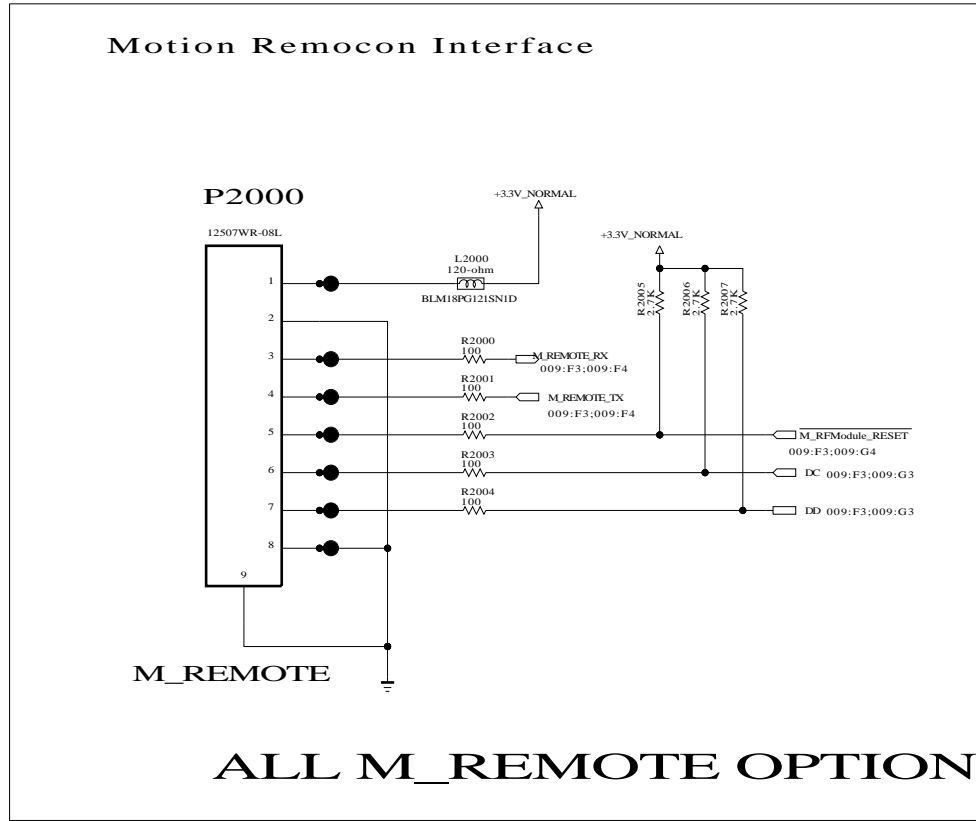 Motion Remocon Interface
P2000
12507WR-08L
+3.3V_NORMAL
+3.3V_NORMAL
L2000
120-ohm
BLM18PG121SN1D
1
2
3
4
5
6
7
8
9
R2005
2.7K
R2006
2.7K
R2007
2.7K
R2000
100
M_REMOTE_RX
009:F3;009:F4
R2001
100
M_REMOTE_TX
009:F3;009:F4
R2002
100
M_RFModule_RESET
009:F3;009:G4
R2003
100
DC 009:F3;009:G3
R2004
100
DD 009:F3;009:G3
M_REMOTE
ALL M_REMOTE OPTION